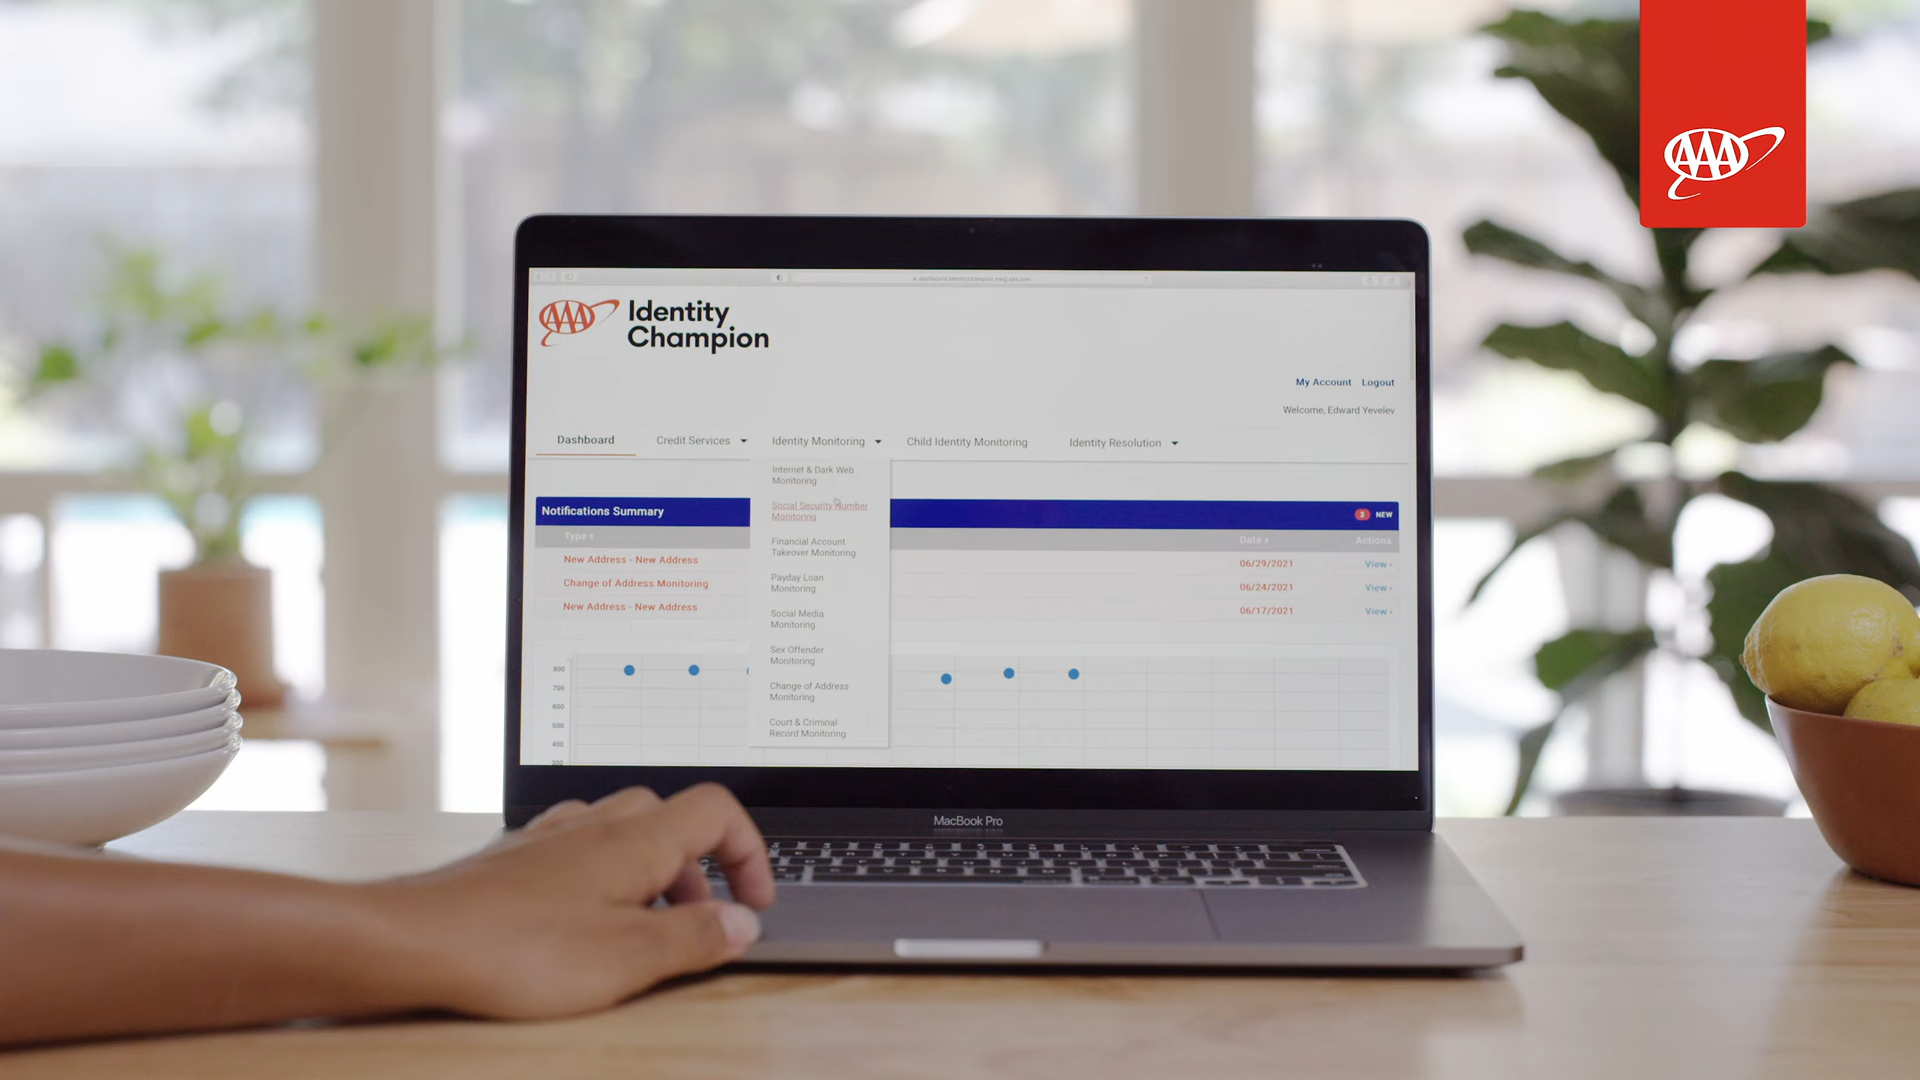 AAA
AAA Identity
Champion
My Account Logout
Welcome, Edward Yevelev
Dashboard Credit Services Identity Monitoring Child Identity Monitoring Identity Resolution
Internet & Dark Web
Monitoring
Social Security Number
Monitoring
Financial Account
Takeover Monitoring
Payday Loan
Monitoring
Social Media
Monitoring
Sex Offender
Monitoring
Change of Address
Monitoring
Court & Criminal
Record Monitoring
Notifications Summary 3 NEW
Type Date Actions
New Address - New Address 06/29/2021 View
Change of Address Monitoring 06/24/2021 View
New Address - New Address 06/17/2021 View
800
700
600
500
400
300
MacBook Pro